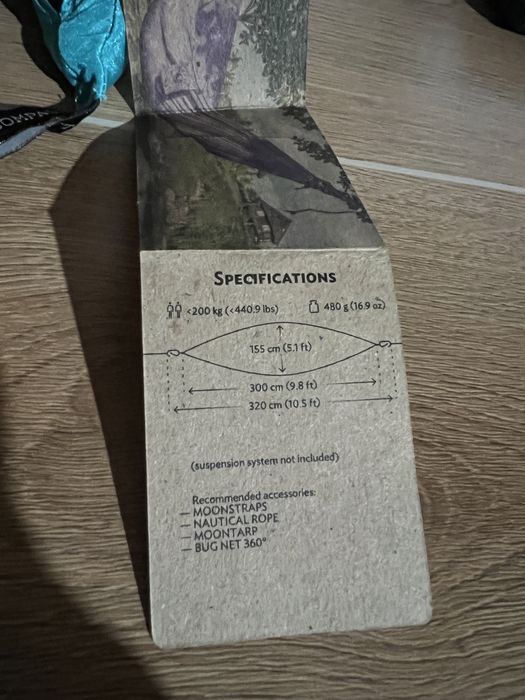 COMPA
SPECIFICATIONS
<200 kg (<440.9 lbs) 480 g (16.9 oz)
155 cm (5.1 ft)
300 cm (9.8 ft)
320 cm (10.5 ft)
(suspension system not included)
Recommended accessories:
— MOONSTRAPS
— NAUTICAL ROPE
— MOONTARP
— BUG NET 360°